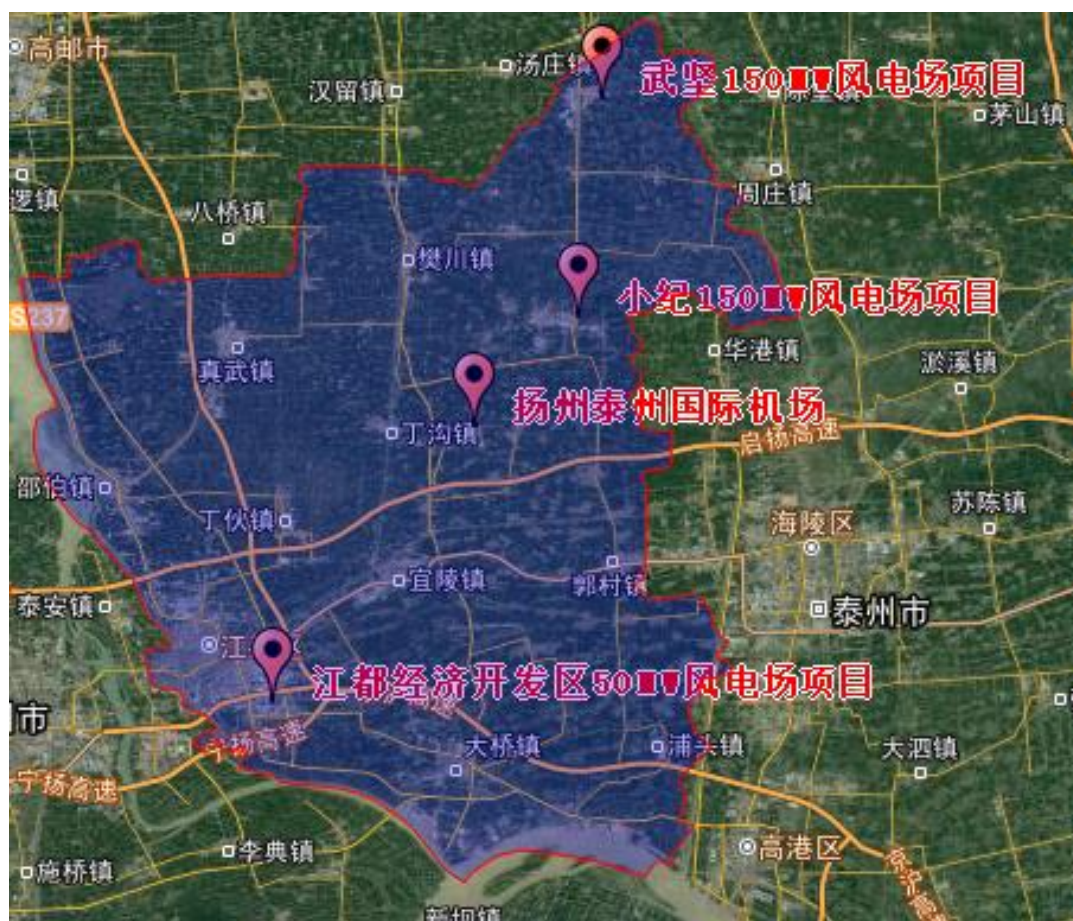 高邮市
汤庄镇
汉留镇
武坚150MW风电场项目
茅山镇
周庄镇
逻镇
八桥镇
樊川镇
小纪150MW风电场项目
S237
真武镇
华港镇
淤溪镇
扬州泰州国际机场
丁沟镇
启扬高速
邵伯镇
丁伙镇
苏陈镇
海陵区
宜陵镇
郭村镇
泰安镇
泰州市
江
江都经济开发区50MW风电场项目
州市
宁扬高速
大桥镇
浦头镇
大泗镇
宁扬高速
李典镇
高港区
施桥镇
新坝镇